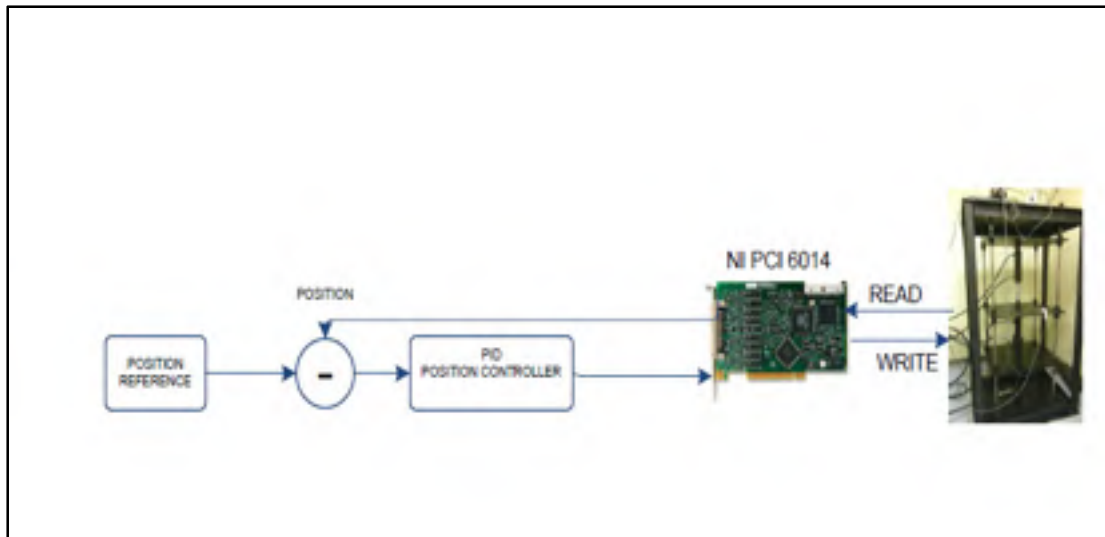 NI PCI 6014
POSITION
READ
WRITE
POSITION
REFERENCE
-
PID
POSITION CONTROLLER